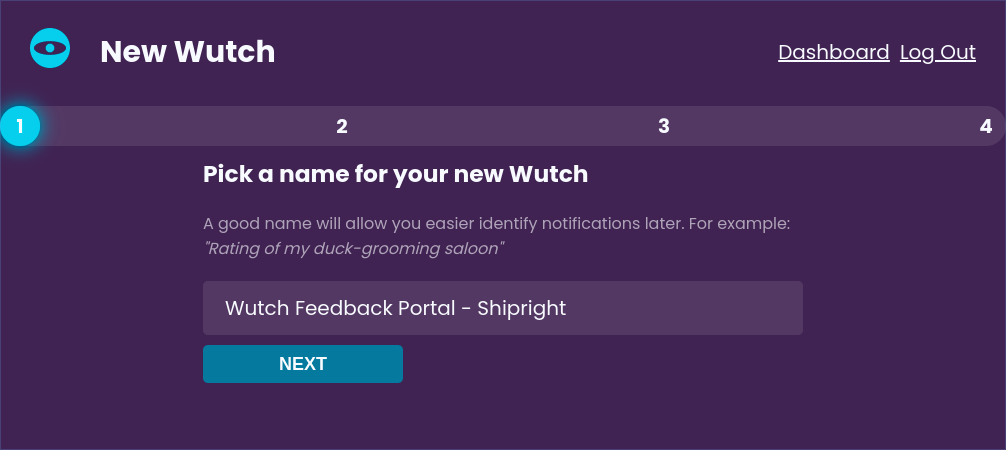 New Wutch
Dashboard Log Out
1 2 3 4
Pick a name for your new Wutch
A good name will allow you easier identify notifications later. For example:
"Rating of my duck-grooming saloon"
Wutch Feedback Portal - Shipright
NEXT